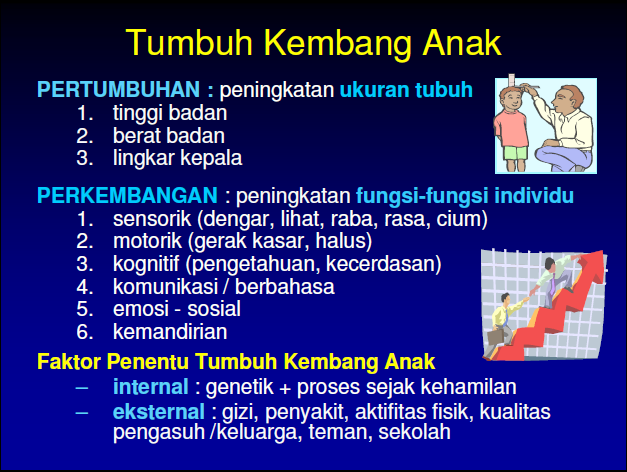 Tumbuh Kembang Anak
PERTUMBUHAN : peningkatan ukuran tubuh
1. tinggi badan
2. berat badan
3. lingkar kepala
PERKEMBANGAN : peningkatan fungsi-fungsi individu
1. sensorik (dengar, lihat, raba, rasa, cium)
2. motorik (gerak kasar, halus)
3. kognitif (pengetahuan, kecerdasan)
4. komunikasi / berbahasa
5. emosi - sosial
6. kemandirian
Faktor Penentu Tumbuh Kembang Anak
– internal : genetik + proses sejak kehamilan
– eksternal : gizi, penyakit, aktifitas fisik, kualitas
pengasuh /keluarga, teman, sekolah